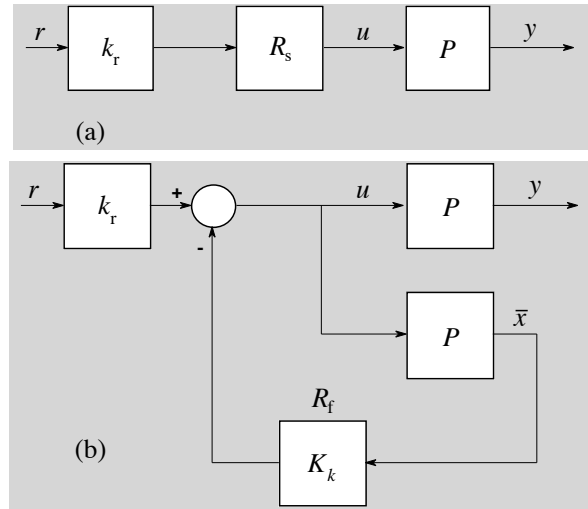 r k_r R_s u P y
(a)
r k_r + u P y
-
P x̄
R_f
(b) K_k